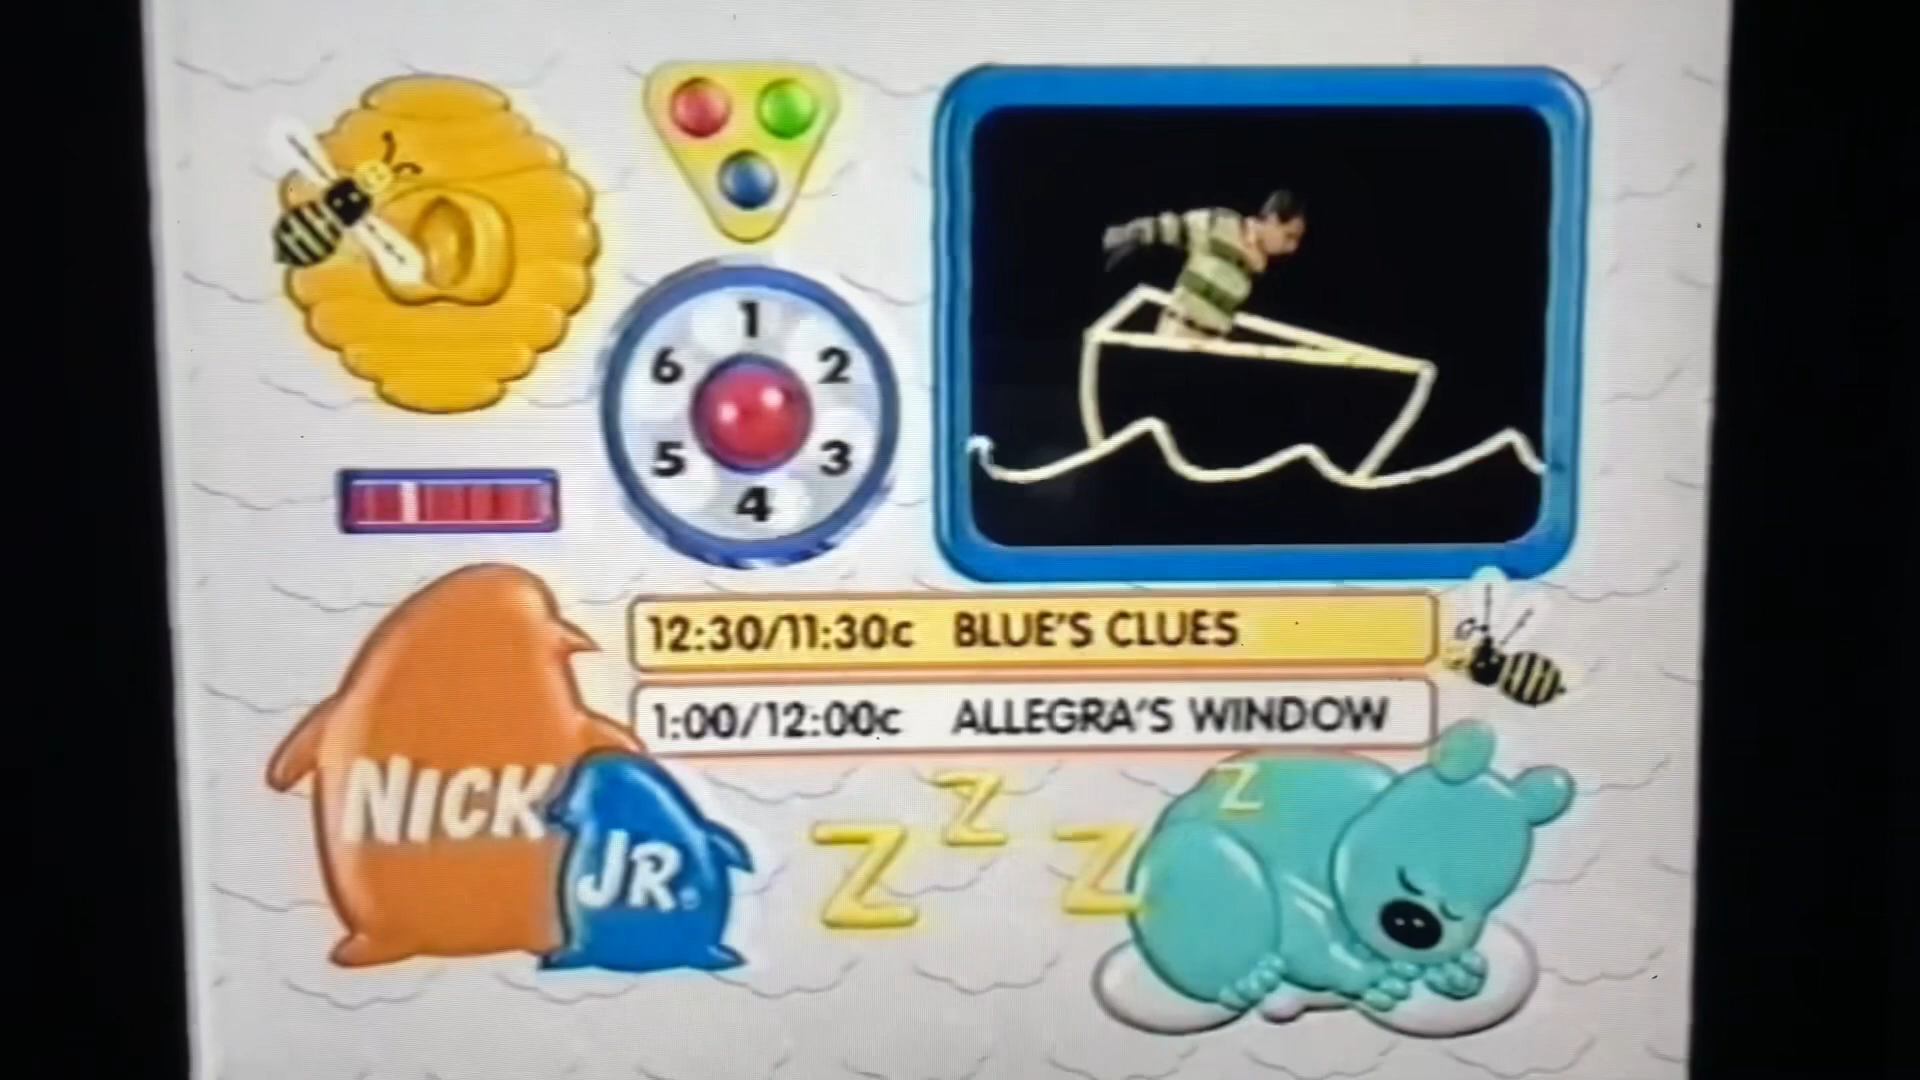 1
2
3
4
5
6
12:30/11:30c BLUE'S CLUES
1:00/12:00c ALLEGRA'S WINDOW
NICK
JR.
Z
Z
Z
Z